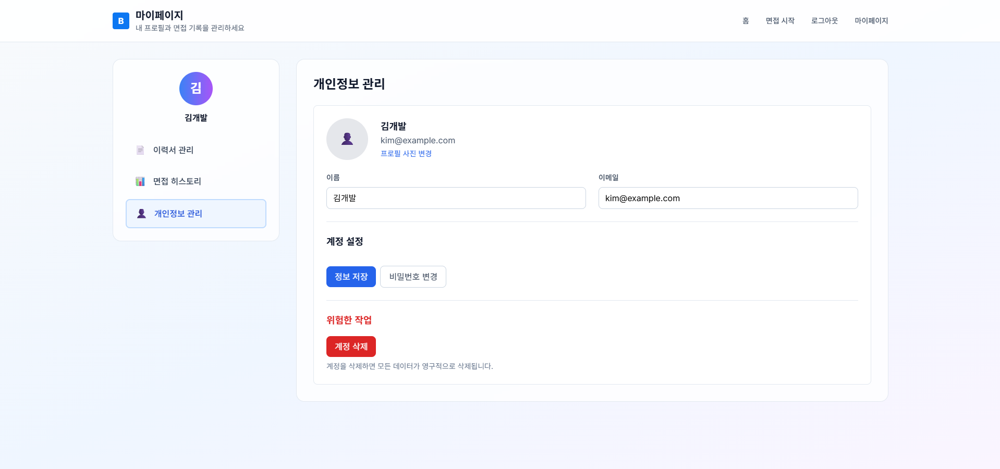 B
마이페이지
내 프로필과 면접 기록을 관리하세요
홈 면접 시작 로그아웃 마이페이지
김
김개발
이력서 관리
면접 히스토리
개인정보 관리
개인정보 관리
김개발
kim@example.com
프로필 사진 변경
이름
김개발
이메일
kim@example.com
계정 설정
정보 저장 비밀번호 변경
위험한 작업
계정 삭제
계정을 삭제하면 모든 데이터가 영구적으로 삭제됩니다.